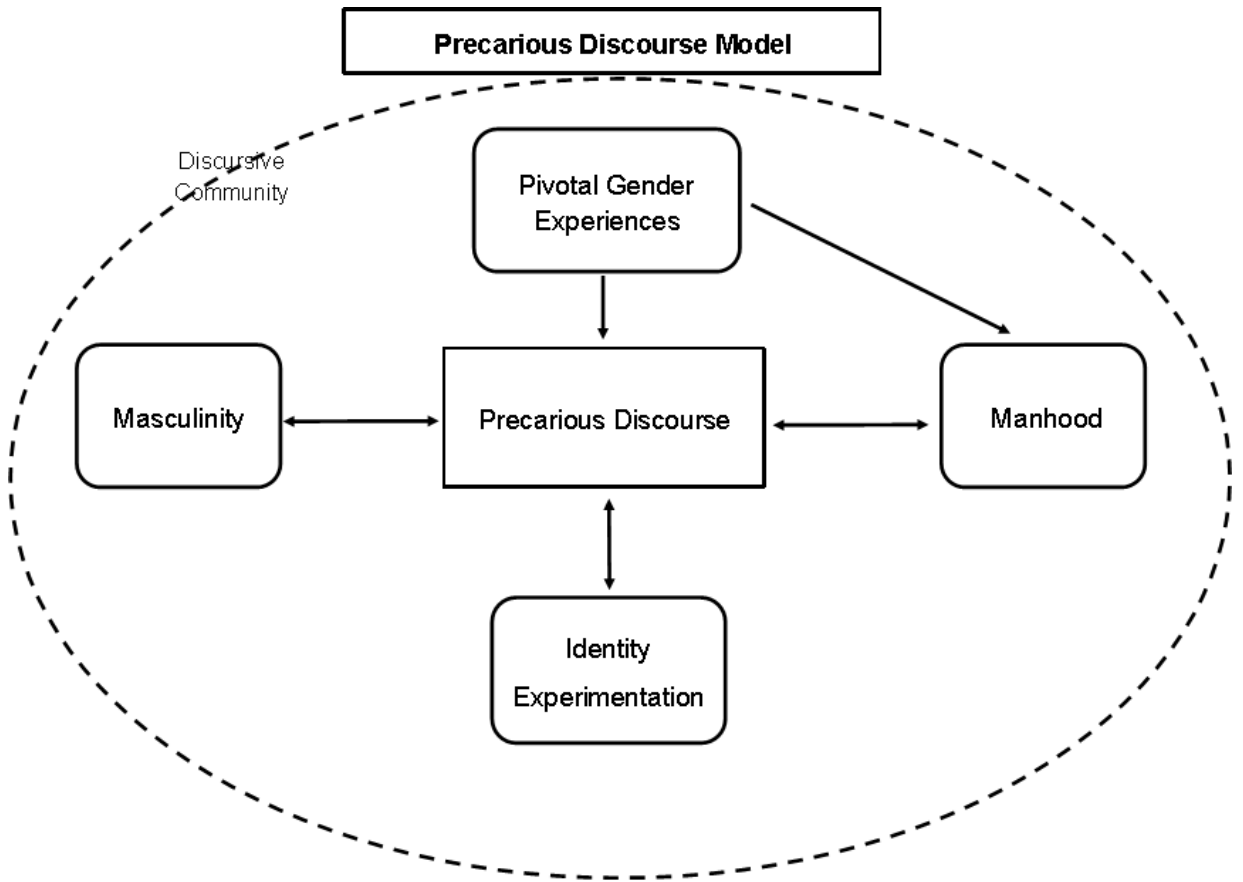 Precarious Discourse Model
Discursive
Community
Pivotal Gender
Experiences
Masculinity
Precarious Discourse
Manhood
Identity
Experimentation